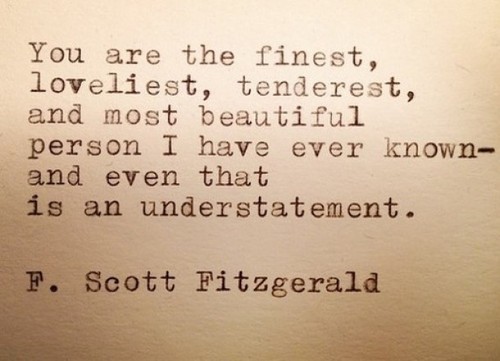 You are the finest,
loveliest, tenderest,
and most beautiful
person I have ever known-
and even that
is an understatement.
F. Scott Fitzgerald